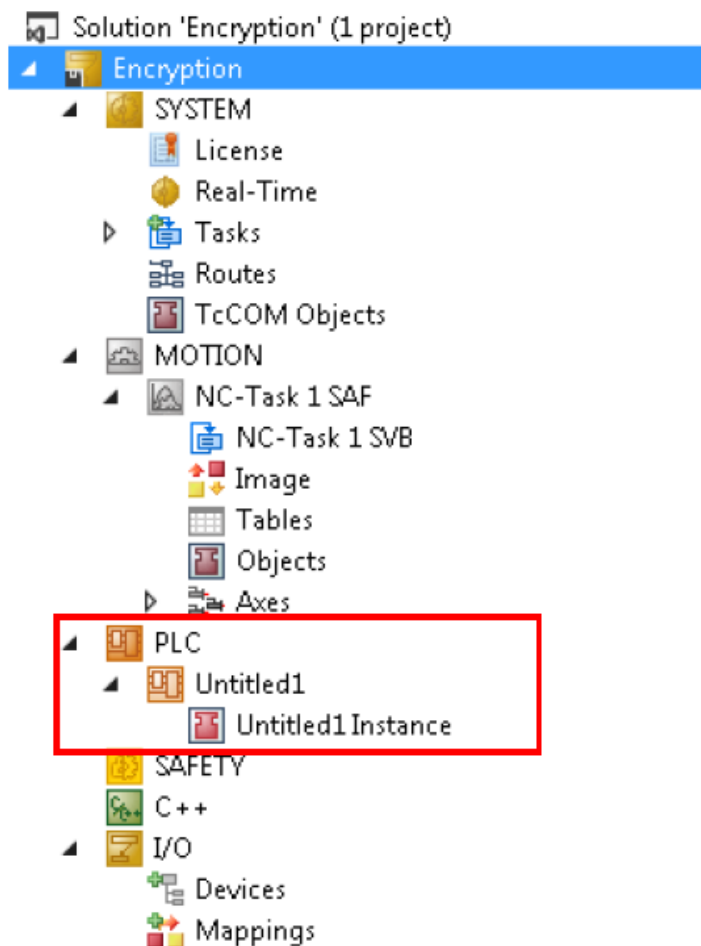 Solution 'Encryption' (1 project)
Encryption
SYSTEM
License
Real-Time
Tasks
Routes
TcCOM Objects
MOTION
NC-Task 1 SAF
NC-Task 1 SVB
Image
Tables
Objects
Axes
PLC
Untitled1
Untitled1 Instance
SAFETY
C++
I/O
Devices
Mappings